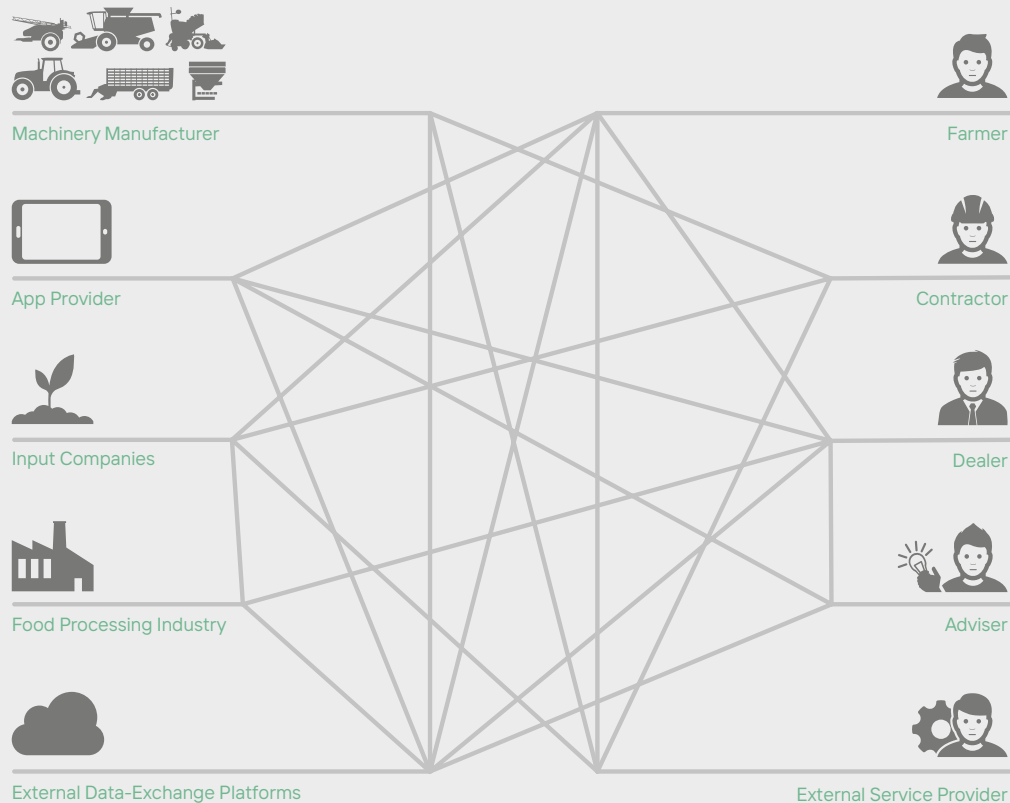 Machinery Manufacturer
Farmer
App Provider
Contractor
Input Companies
Dealer
Food Processing Industry
Adviser
External Data-Exchange Platforms
External Service Provider